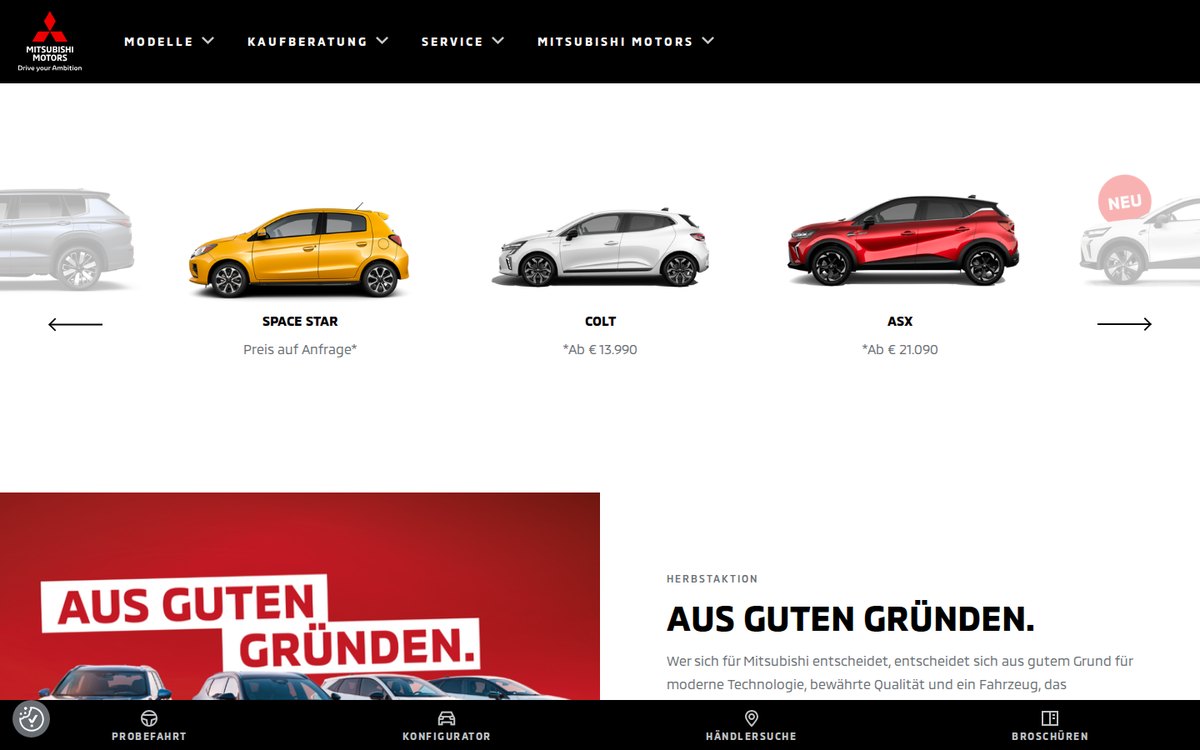 MITSUBISHI
MOTORS
Drive your Ambition
MODELLE
KAUFBERATUNG
SERVICE
MITSUBISHI MOTORS
NEU
SPACE STAR
Preis auf Anfrage*
COLT
*Ab € 13.990
ASX
*Ab € 21.090
AUS GUTEN
GRÜNDEN.
HERBSTAKTION
AUS GUTEN GRÜNDEN.
Wer sich für Mitsubishi entscheidet, entscheidet sich aus gutem Grund für
moderne Technologie, bewährte Qualität und ein Fahrzeug, das
PROBEFAHRT
KONFIGURATOR
HÄNDLERSUCHE
BROSCHÜREN